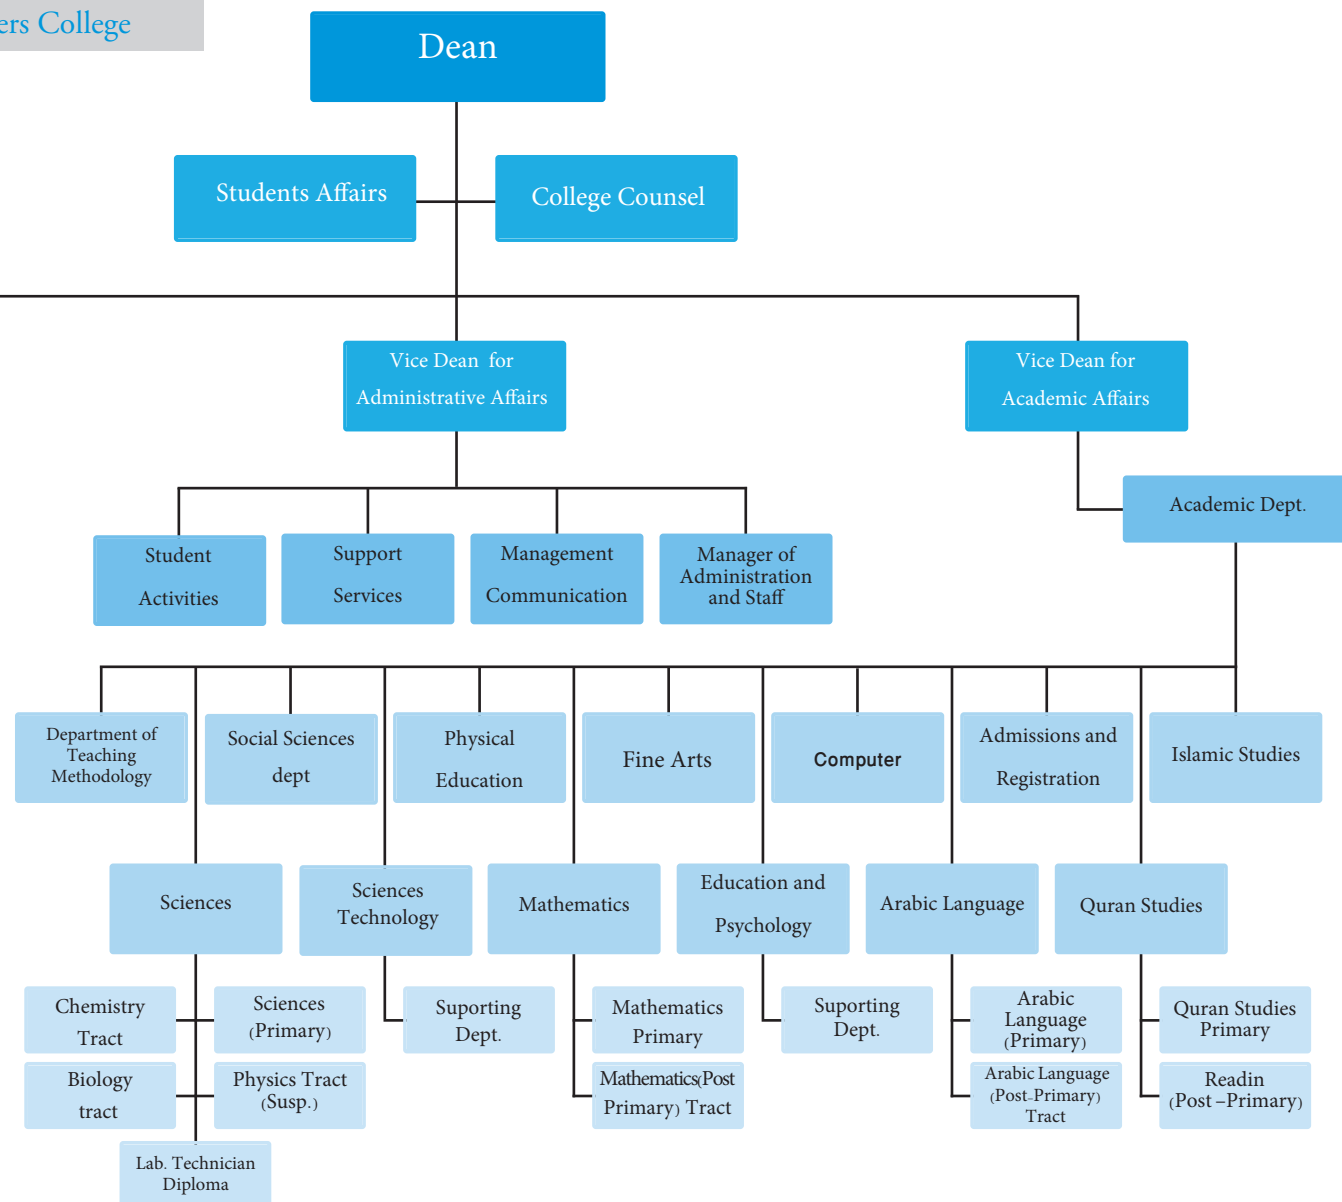 ers College
Dean
Students Affairs
College Counsel
Vice Dean for
Administrative Affairs
Vice Dean for
Academic Affairs
Academic Dept.
Student
Activities
Support
Services
Management
Communication
Manager of
Administration
and Staff
Department of
Teaching
Methodology
Social Sciences
dept
Physical
Education
Fine Arts
Computer
Admissions and
Registration
Islamic Studies
Sciences
Sciences
Technology
Mathematics
Education and
Psychology
Arabic Language
Quran Studies
Chemistry
Tract
Sciences
(Primary)
Suporting
Dept.
Mathematics
Primary
Suporting
Dept.
Arabic
Language
(Primary)
Quran Studies
Primary
Biology
tract
Physics Tract
(Susp.)
Mathematics(Post
Primary) Tract
Arabic Language
(Post-Primary)
Tract
Readin
(Post –Primary)
Lab. Technician
Diploma